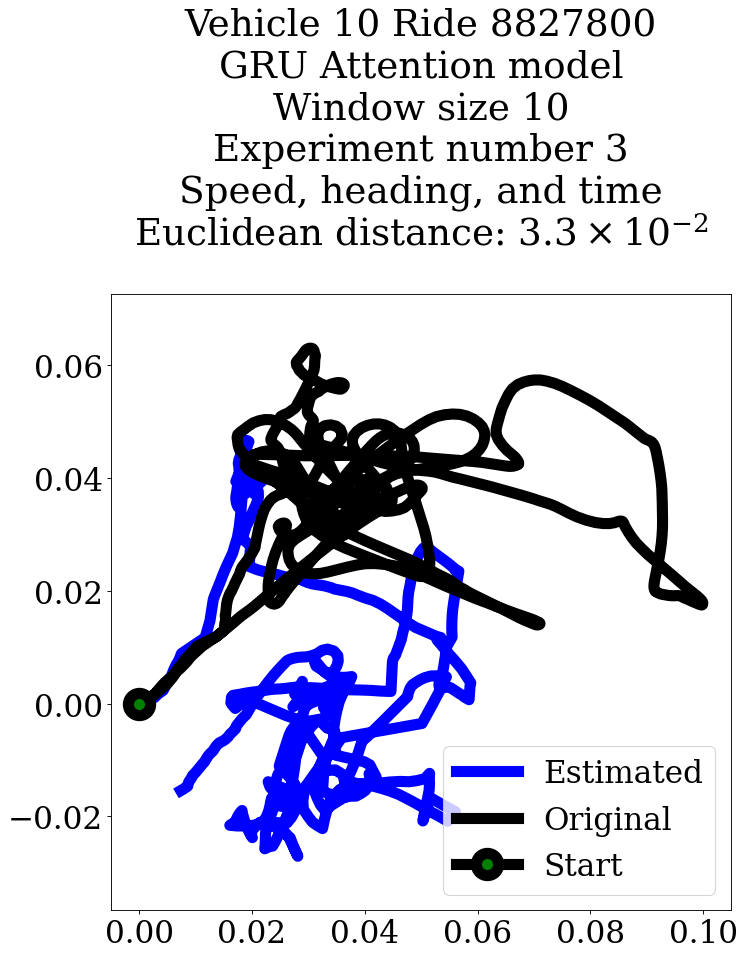 Vehicle 10 Ride 8827800
GRU Attention model
Window size 10
Experiment number 3
Speed, heading, and time
Euclidean distance: $3.3 \times 10^{-2}$
0.06
0.04
0.02
0.00
−0.02
Estimated
Original
Start
0.00 0.02 0.04 0.06 0.08 0.10